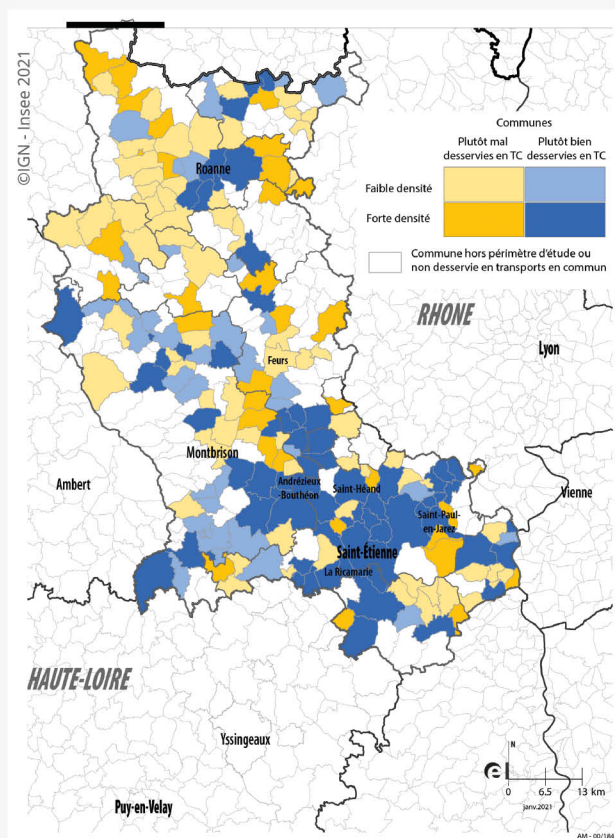 ©IGN - Insee 2021
Communes
Plutôt mal
desservies en TC
Plutôt bien
desservies en TC
Faible densité
Forte densité
Commune hors périmètre d'étude ou
non desservie en transports en commun
Roanne
RHONE
Lyon
Feurs
Montbrison
Ambert
Andrézieux
-Bouthéon
Saint-Héand
Vienne
Saint-Paul-
en-Jarez
Saint-Étienne
La Ricamarie
HAUTE-LOIRE
Yssingeaux
Puy-en-Velay
N
0 6.5 13 km
janv.2021
AM - 00/184